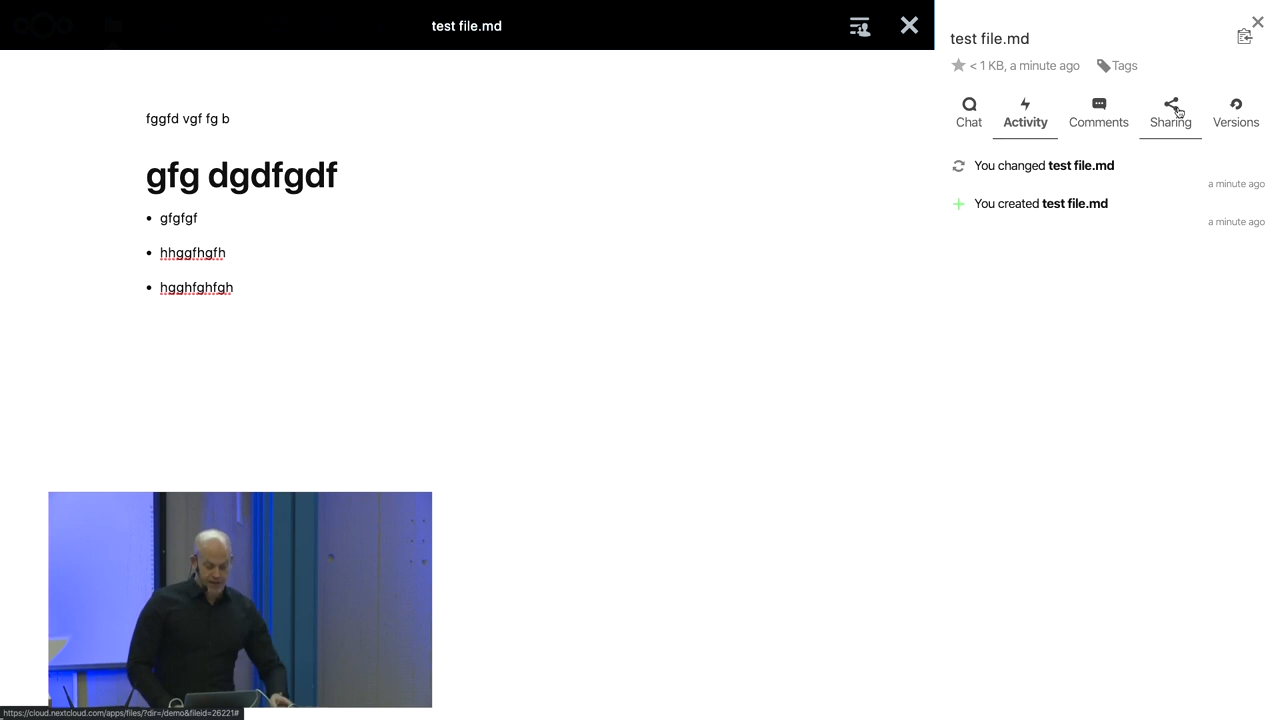 test file.md
test file.md
< 1 KB, a minute ago Tags
Chat Activity Comments Sharing Versions
You changed test file.md
a minute ago
You created test file.md
a minute ago
fggfd vgf fg b
gfg dgdfgdf
• gfgfgf
• hhggfhgfh
• hgghfghfgh
https://cloud.nextcloud.com/apps/files/?dir=/demo&fileid=26221#